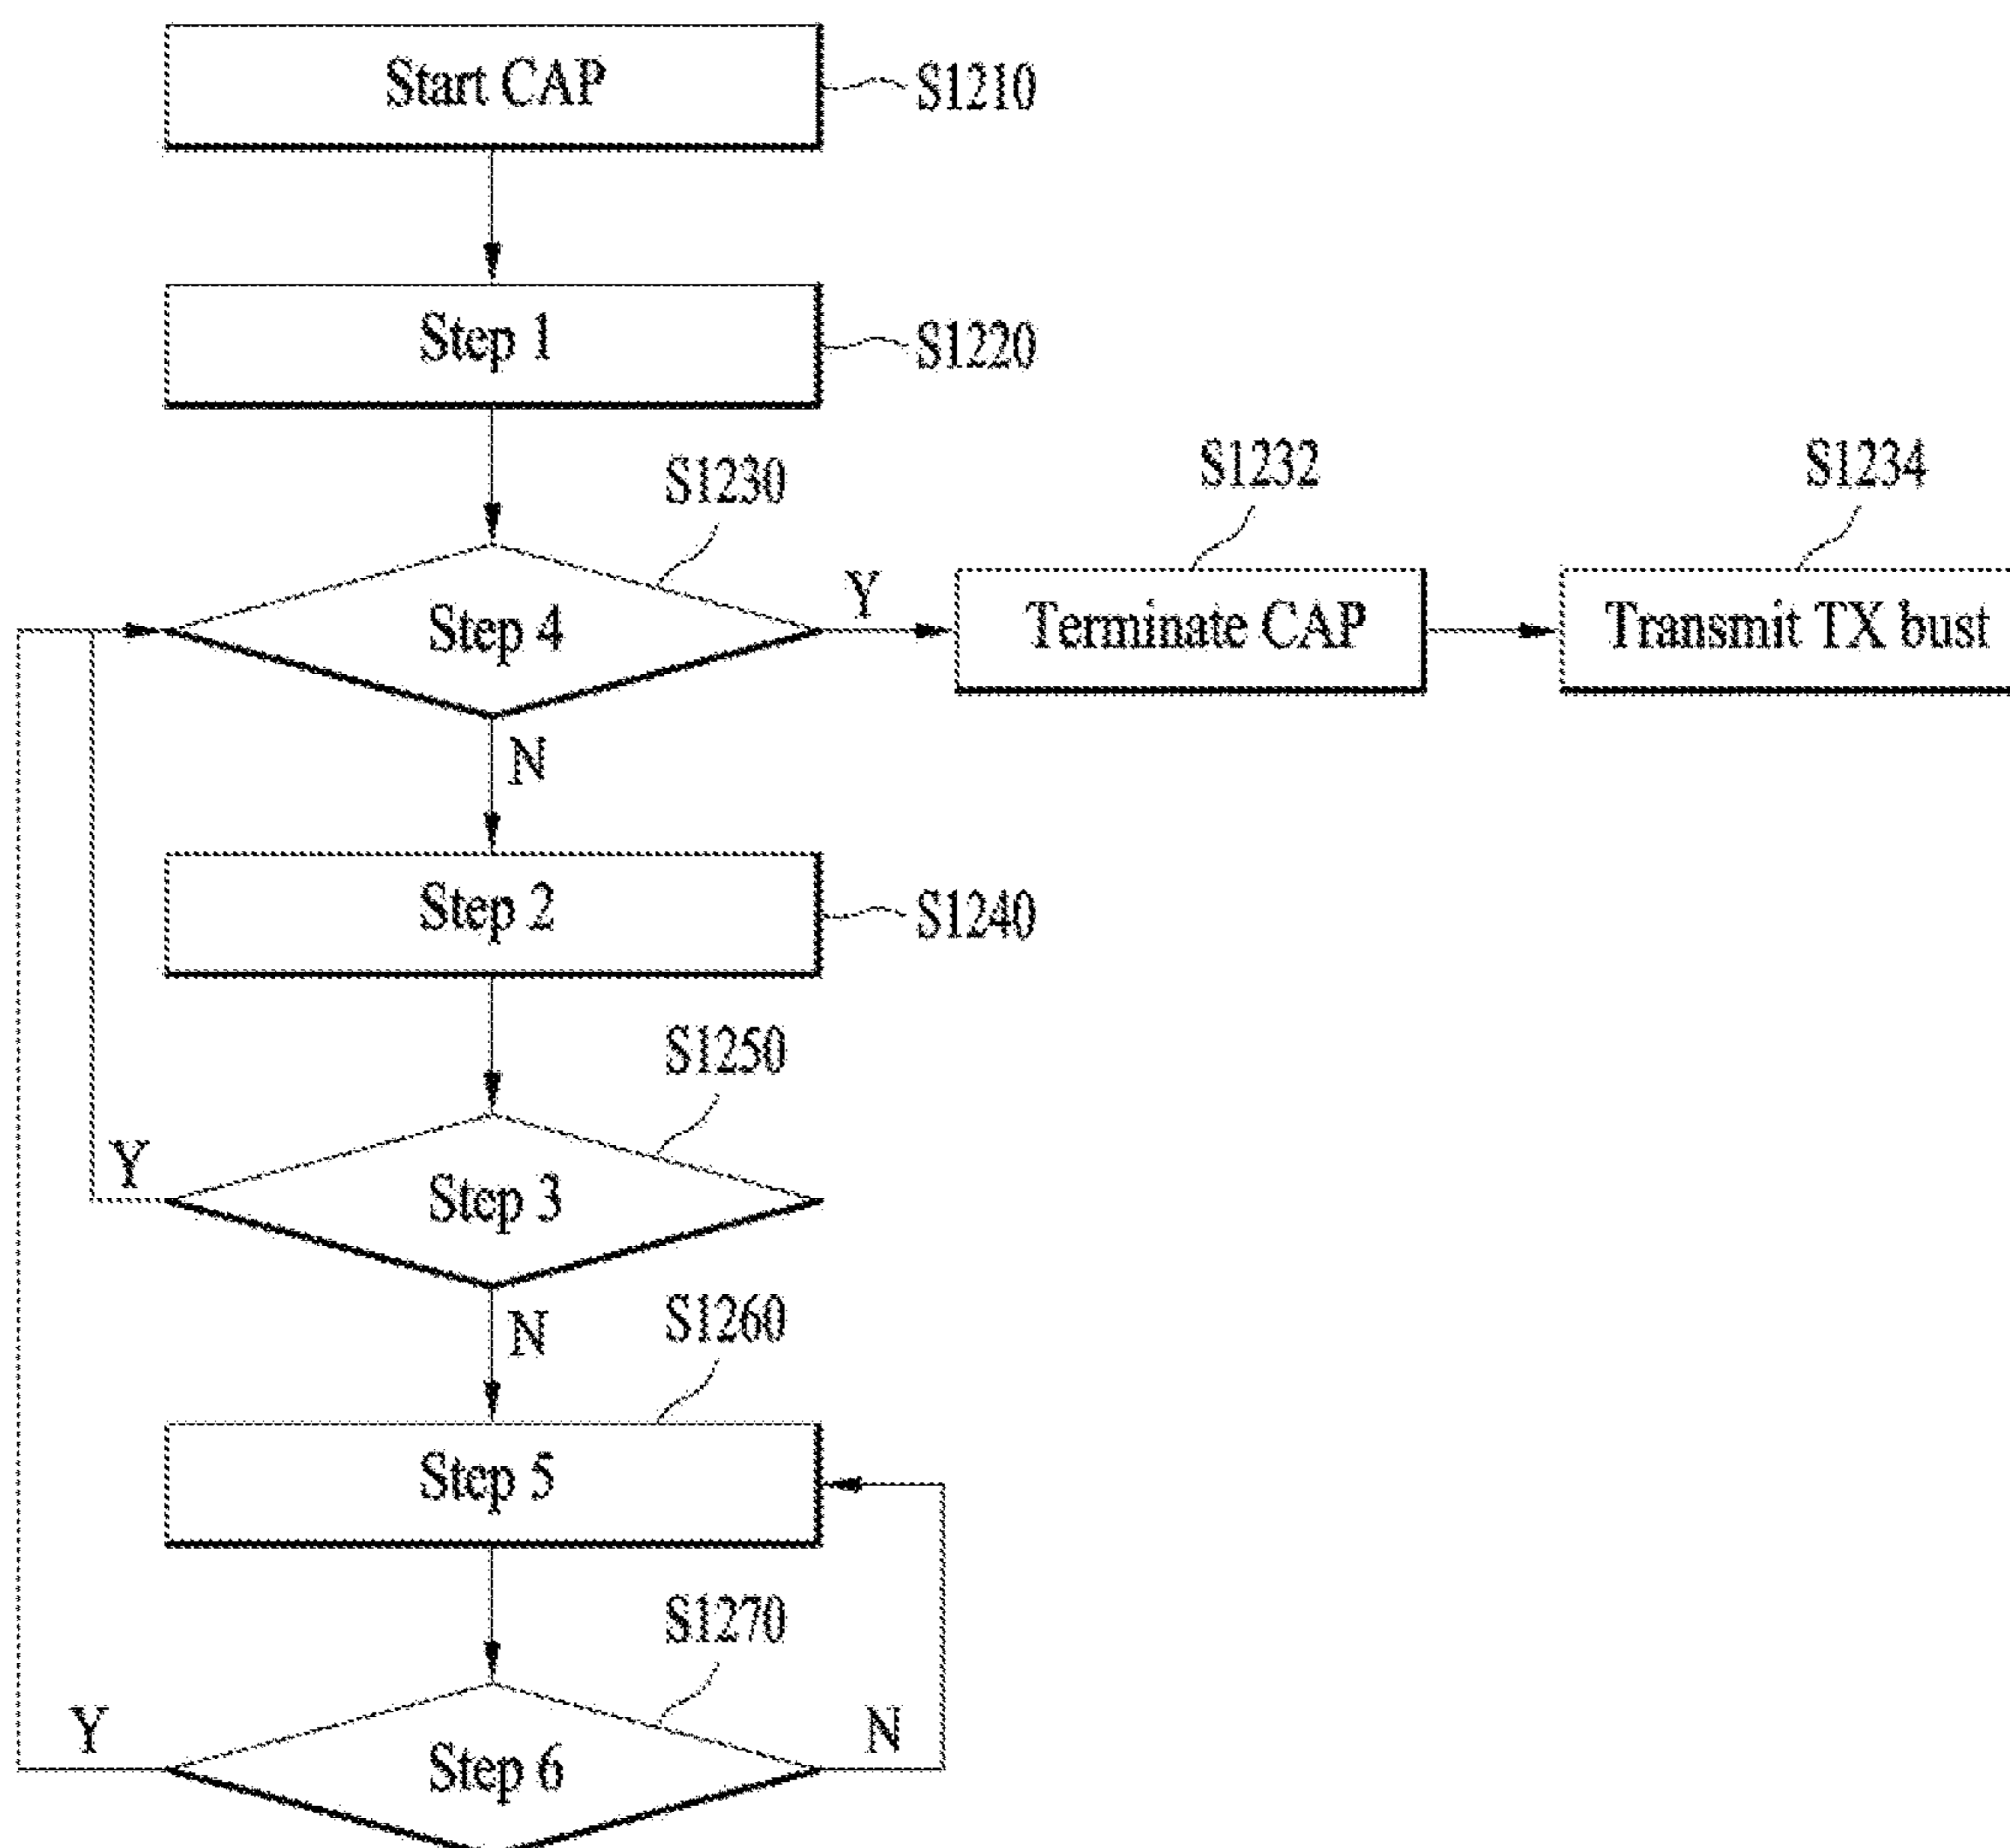 Start CAP
S1210
Step 1
S1220
S1230
S1232
S1234
Step 4
Y
Terminate CAP
Transmit TX bust
N
Step 2
S1240
S1250
Y
Step 3
N
S1260
Step 5
S1270
Y
Step 6
N